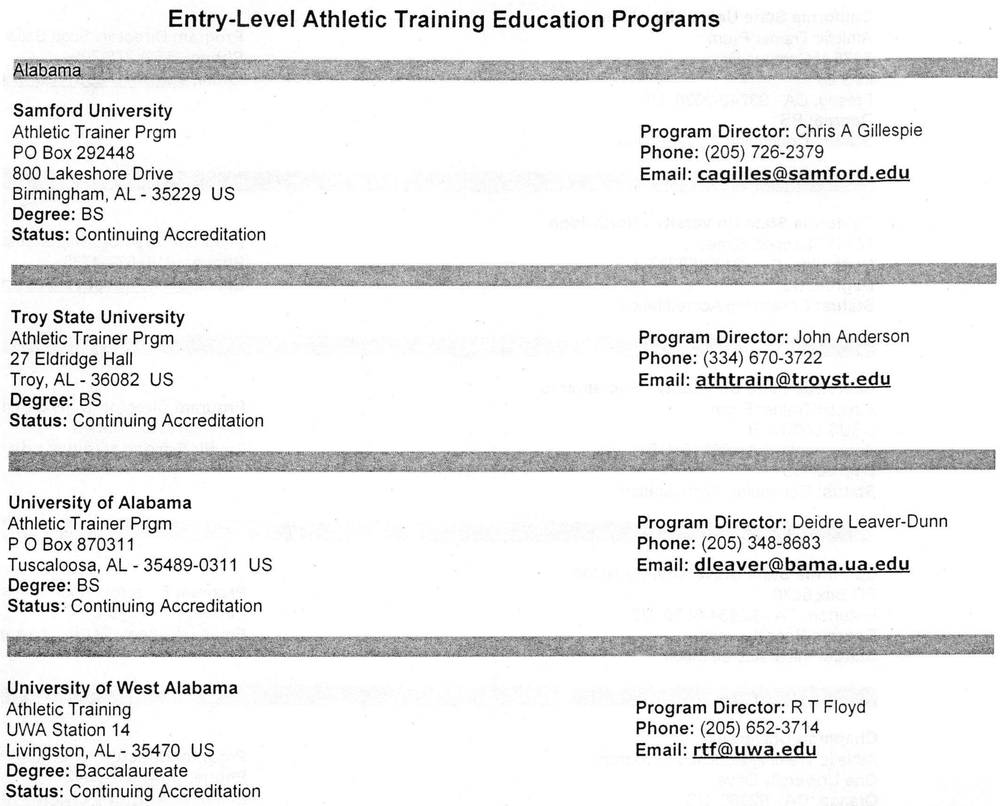 Entry-Level Athletic Training Education Programs
Alabama
Samford University
Athletic Trainer Prgm
PO Box 292448
800 Lakeshore Drive
Birmingham, AL - 35229  US
Degree: BS
Status: Continuing Accreditation
Program Director: Chris A Gillespie
Phone: (205) 726-2379
Email: cagilles@samford.edu
Troy State University
Athletic Trainer Prgm
27 Eldridge Hall
Troy, AL - 36082  US
Degree: BS
Status: Continuing Accreditation
Program Director: John Anderson
Phone: (334) 670-3722
Email: athtrain@troyst.edu
University of Alabama
Athletic Trainer Prgm
P O Box 870311
Tuscaloosa, AL - 35489-0311  US
Degree: BS
Status: Continuing Accreditation
Program Director: Deidre Leaver-Dunn
Phone: (205) 348-8683
Email: dleaver@bama.ua.edu
University of West Alabama
Athletic Training
UWA Station 14
Livingston, AL - 35470  US
Degree: Baccalaureate
Status: Continuing Accreditation
Program Director: R T Floyd
Phone: (205) 652-3714
Email: rtf@uwa.edu